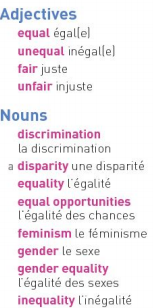 Adjectives
equal égal(e)
unequal inégal(e)
fair juste
unfair injuste
Nouns
discrimination
la discrimination
a disparity une disparité
equality l'égalité
equal opportunities
l'égalité des chances
feminism le féminisme
gender le sexe
gender equality
l'égalité des sexes
inequality l'inégalité